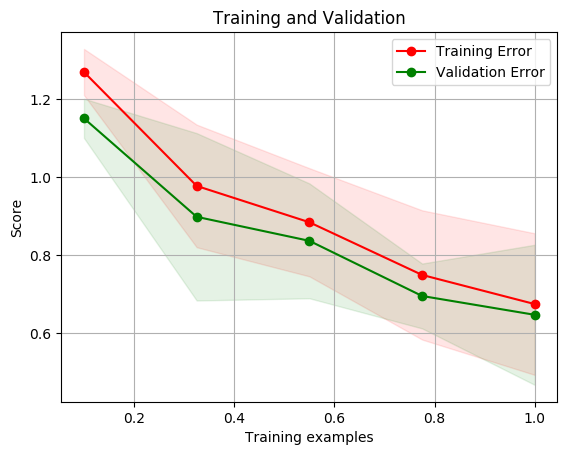 Training and Validation
Training Error
Validation Error
Score
1.2
1.0
0.8
0.6
0.2
0.4
0.6
0.8
1.0
Training examples